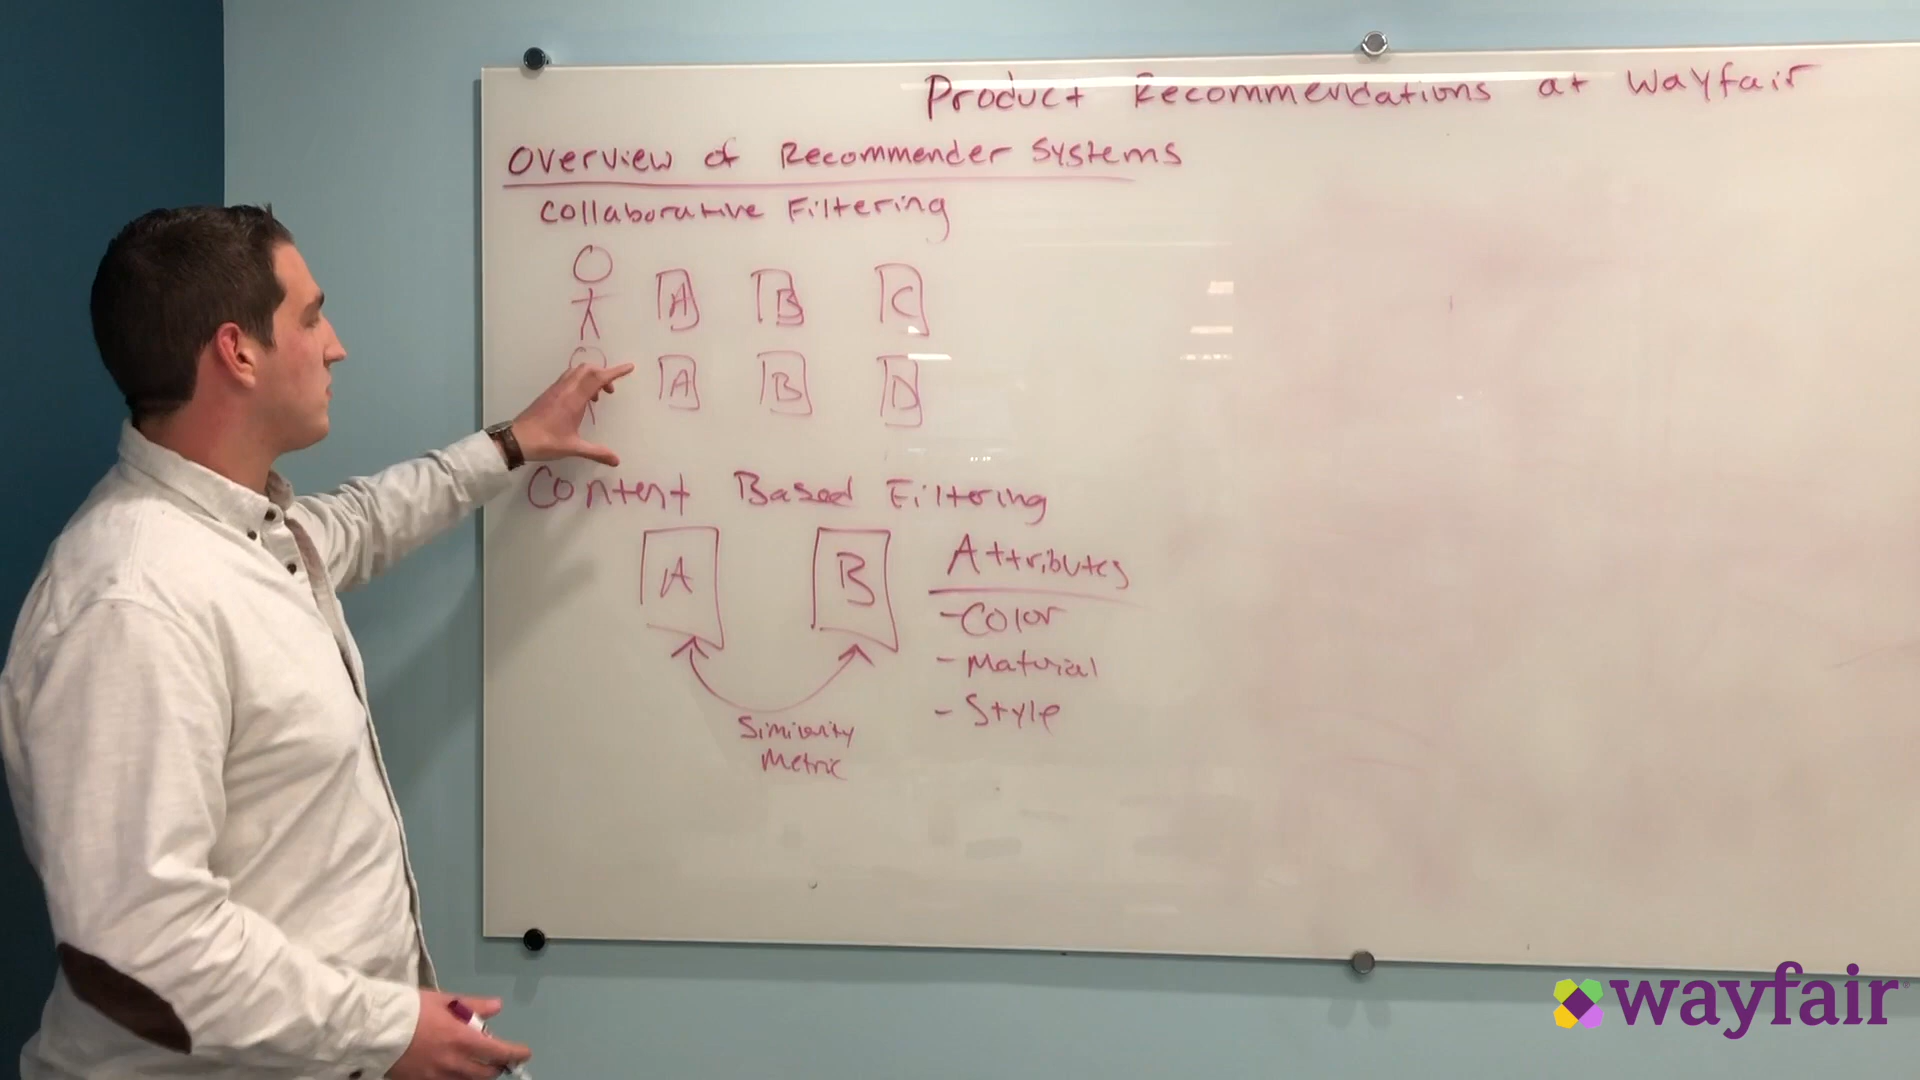 Product Recommendations at Wayfair
Overview of Recommender Systems
Collaborative Filtering
A B C
A B D
Content Based Filtering
A B
Attributes
- Color
- Material
- Style
Similarity
Metric
wayfair